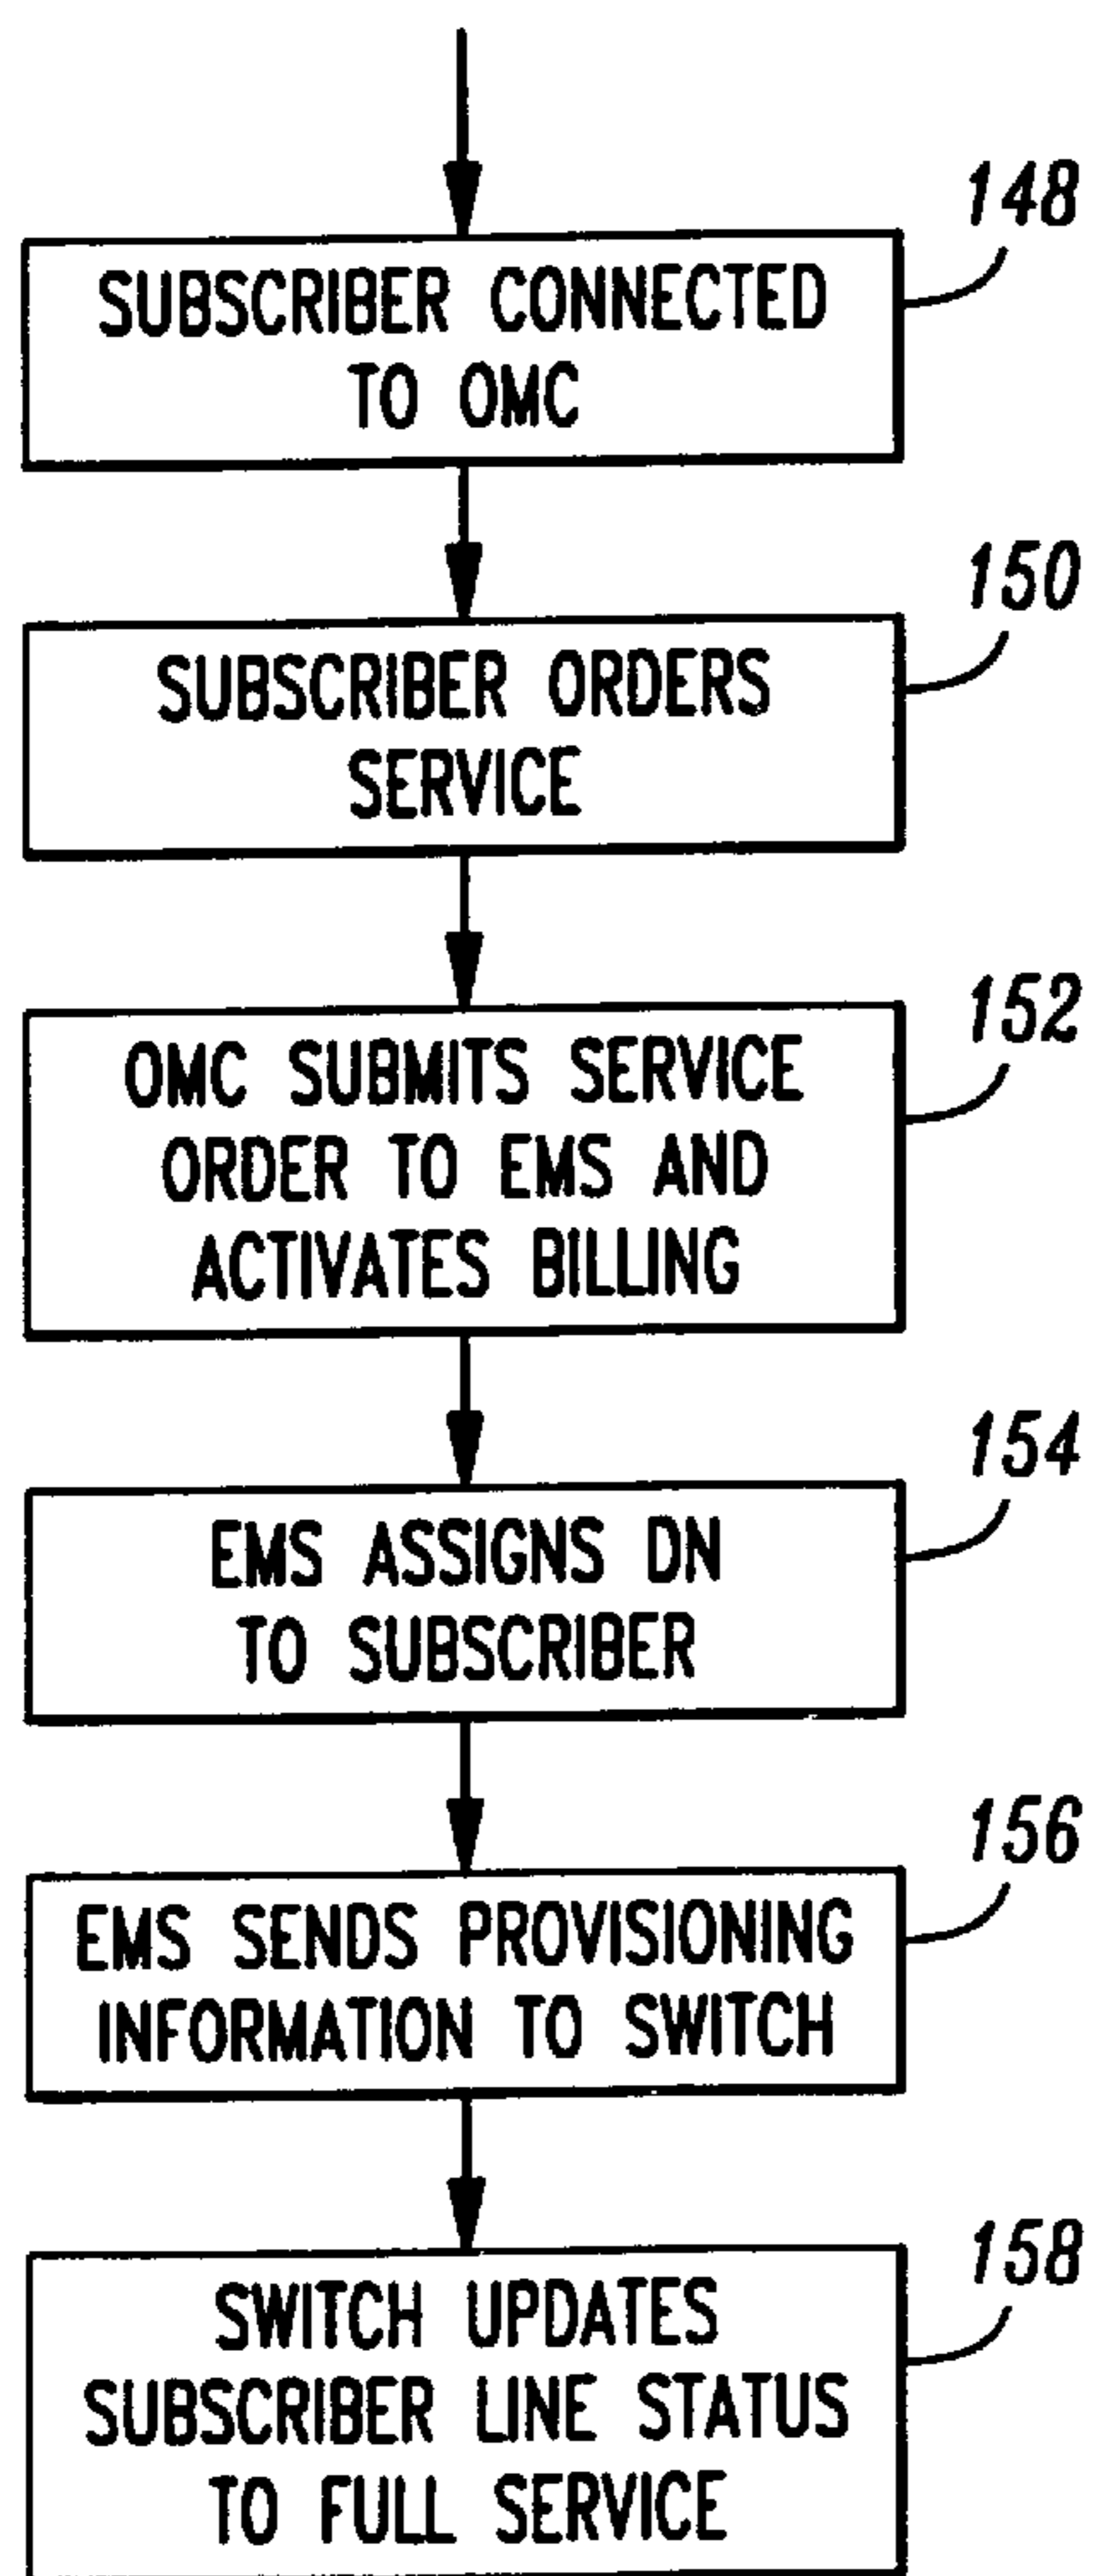 148
SUBSCRIBER CONNECTED
TO OMC
150
SUBSCRIBER ORDERS
SERVICE
152
OMC SUBMITS SERVICE
ORDER TO EMS AND
ACTIVATES BILLING
154
EMS ASSIGNS DN
TO SUBSCRIBER
156
EMS SENDS PROVISIONING
INFORMATION TO SWITCH
158
SWITCH UPDATES
SUBSCRIBER LINE STATUS
TO FULL SERVICE